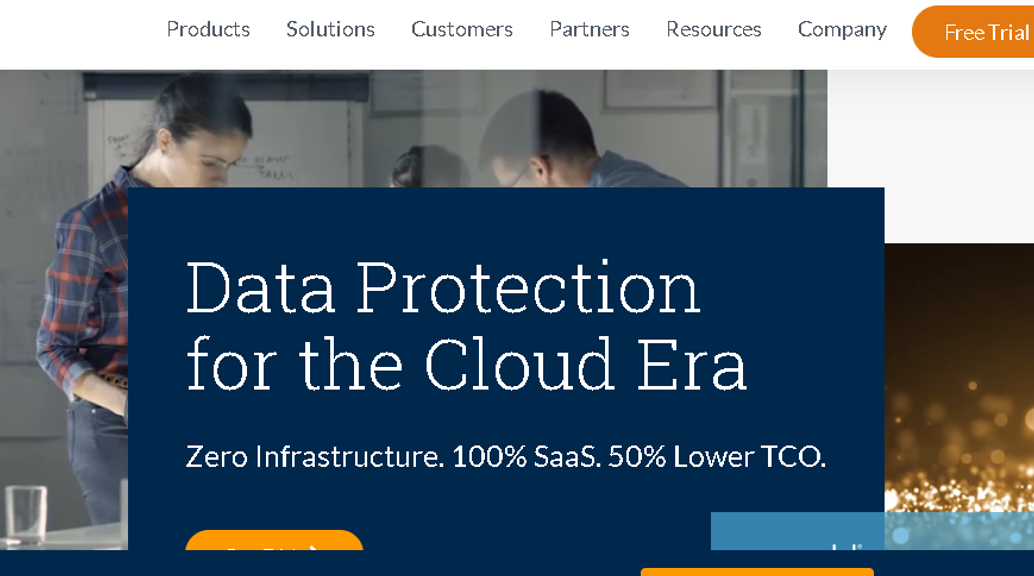 Products Solutions Customers Partners Resources Company Free Trial
Data Protection
for the Cloud Era
Zero Infrastructure. 100% SaaS. 50% Lower TCO.